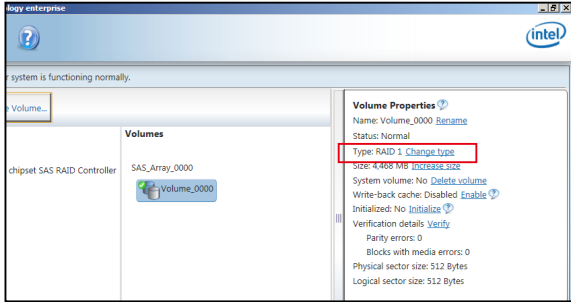 ology enterprise
intel
r system is functioning normally.
Volume...
chipset SAS RAID Controller
Volumes
SAS_Array_0000
Volume_0000
Volume Properties
Name: Volume_0000 Rename
Status: Normal
Type: RAID 1 Change type
Size: 4,468 MB Increase size
System volume: No Delete volume
Write-back cache: Disabled Enable
Initialized: No Initialize
Verification details Verify
Parity errors: 0
Blocks with media errors: 0
Physical sector size: 512 Bytes
Logical sector size: 512 Bytes